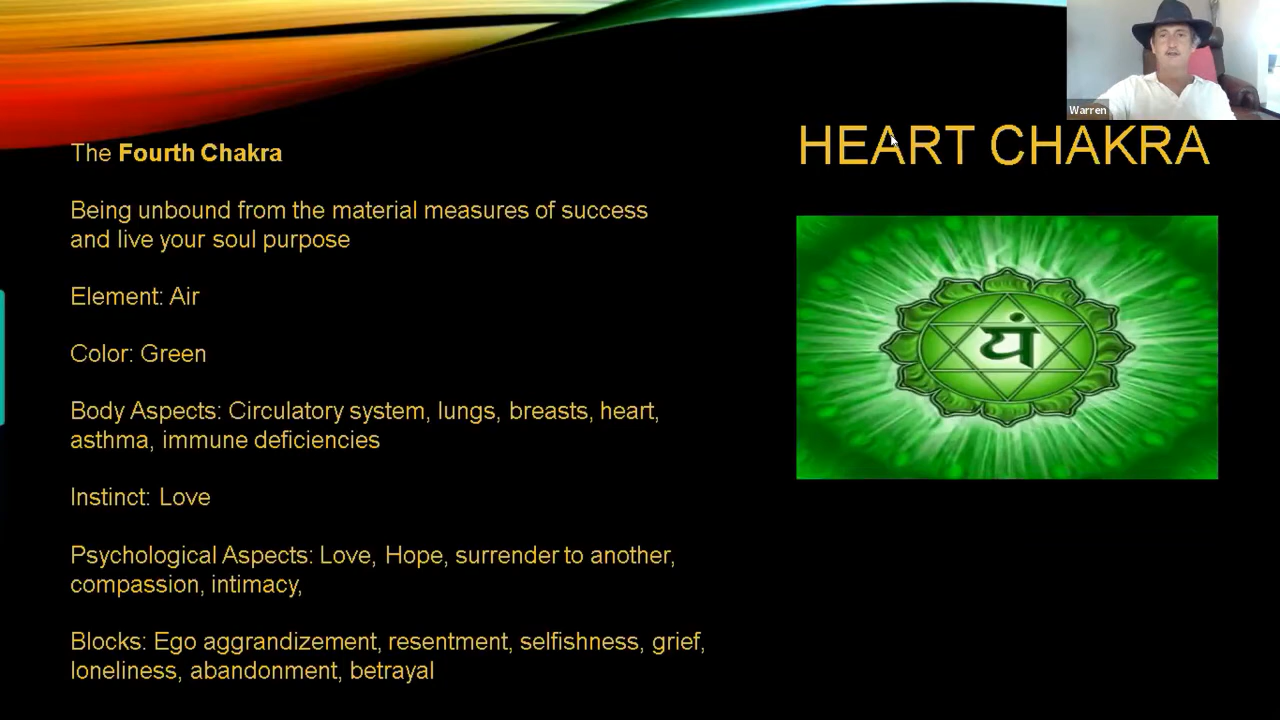 Warren
HEART CHAKRA
The Fourth Chakra
Being unbound from the material measures of success
and live your soul purpose
Element: Air
Color: Green
Body Aspects: Circulatory system, lungs, breasts, heart,
asthma, immune deficiencies
Instinct: Love
Psychological Aspects: Love, Hope, surrender to another,
compassion, intimacy,
Blocks: Ego aggrandizement, resentment, selfishness, grief,
loneliness, abandonment, betrayal
यं